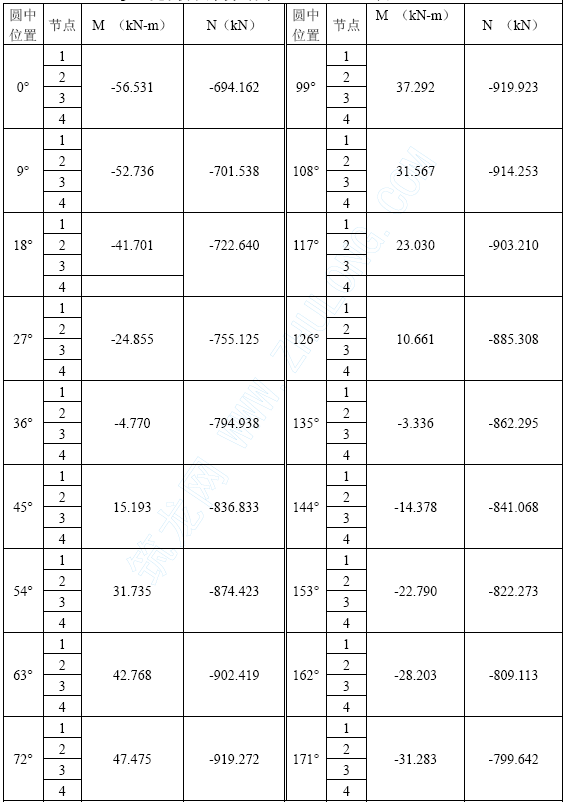 圆中位置 节点 M （kN-m） N（kN） 圆中位置 节点 M （kN-m） N （kN）
0° 1 2 3 4 -56.531 -694.162 99° 1 2 3 4 37.292 -919.923
9° 1 2 3 4 -52.736 -701.538 108° 1 2 3 4 31.567 -914.253
18° 1 2 3 4 -41.701 -722.640 117° 1 2 3 4 23.030 -903.210
27° 1 2 3 4 -24.855 -755.125 126° 1 2 3 4 10.661 -885.308
36° 1 2 3 4 -4.770 -794.938 135° 1 2 3 4 -3.336 -862.295
45° 1 2 3 4 15.193 -836.833 144° 1 2 3 4 -14.378 -841.068
54° 1 2 3 4 31.735 -874.423 153° 1 2 3 4 -22.790 -822.273
63° 1 2 3 4 42.768 -902.419 162° 1 2 3 4 -28.203 -809.113
72° 1 2 3 4 47.475 -919.272 171° 1 2 3 4 -31.283 -799.642
筑龙网 WWW.ZHULONG.COM